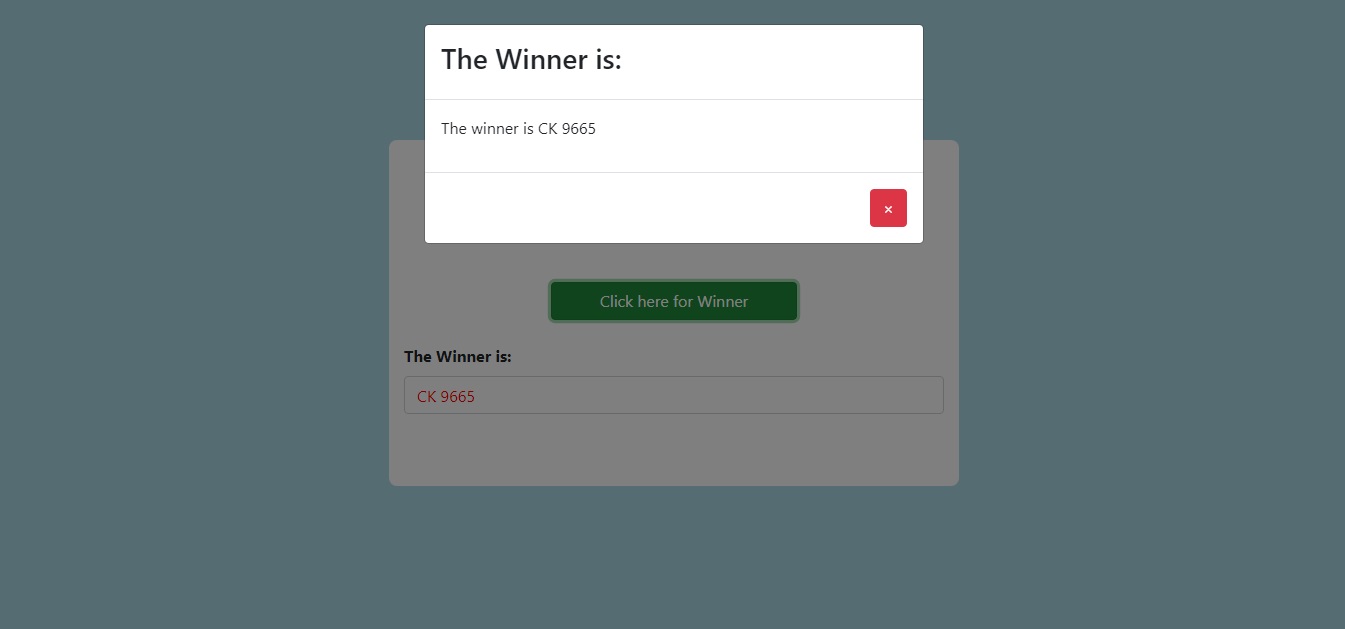 The Winner is:
The winner is CK 9665
×
Click here for Winner
The Winner is:
CK 9665